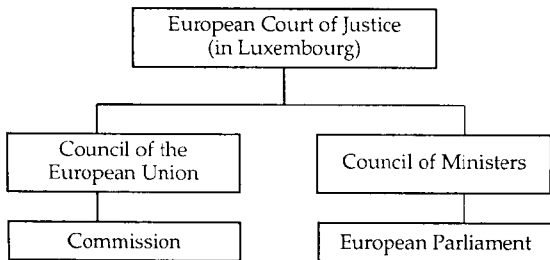 European Court of Justice
(in Luxembourg)
Council of the
European Union
Council of Ministers
Commission
European Parliament